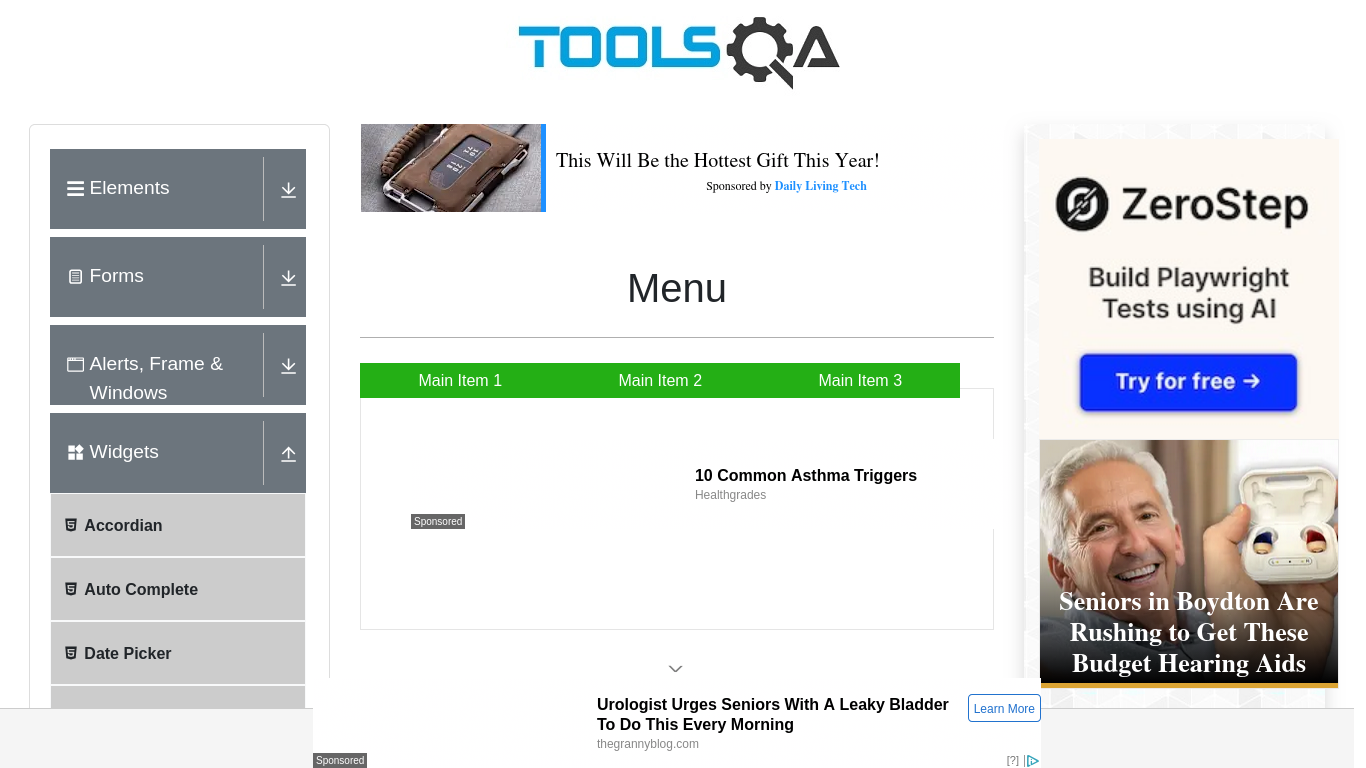 TOOLSQA
Elements
Forms
Alerts, Frame &
Windows
Widgets
Accordian
Auto Complete
Date Picker
This Will Be the Hottest Gift This Year!
Sponsored by Daily Living Tech
Menu
Main Item 1
Main Item 2
Main Item 3
10 Common Asthma Triggers
Healthgrades
Sponsored
ZeroStep
Build Playwright
Tests using AI
Try for free →
Seniors in Boydton Are
Rushing to Get These
Budget Hearing Aids
Urologist Urges Seniors With A Leaky Bladder
To Do This Every Morning
thegrannyblog.com
Learn More
Sponsored
[?]